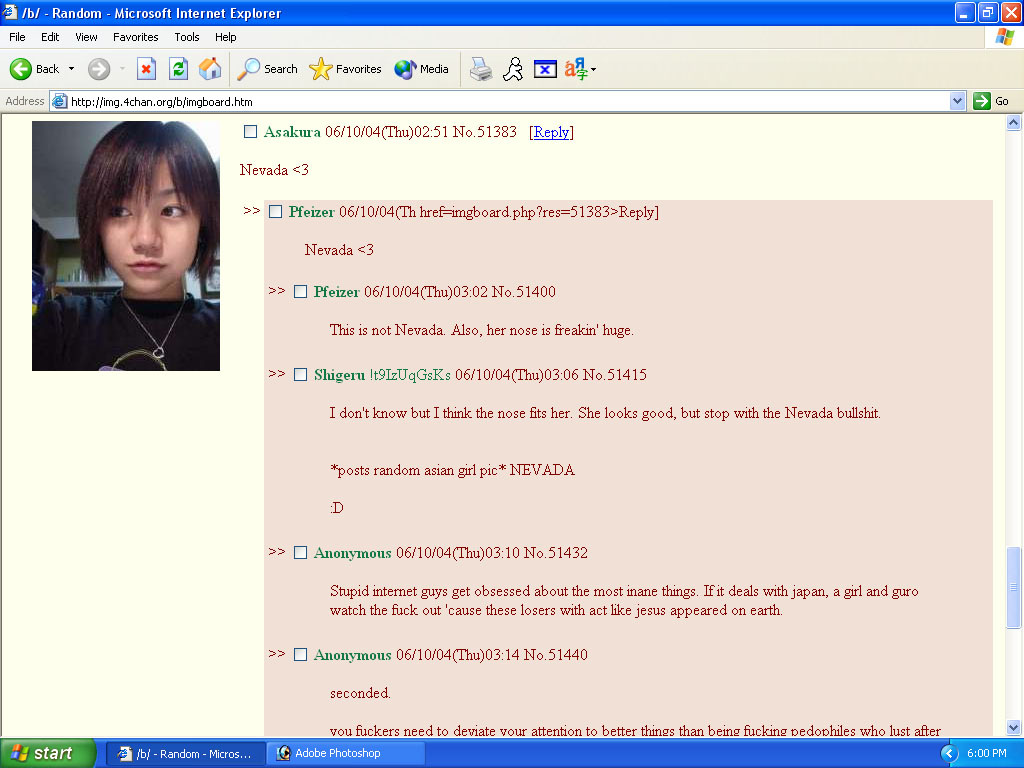 /b/ - Random - Microsoft Internet Explorer
File Edit View Favorites Tools Help
Back Search Favorites Media
Address http://img.4chan.org/b/imgboard.htm Go
Asakura 06/10/04(Thu)02:51 No.51383 [Reply]
Nevada <3
>> Pfeizer 06/10/04(Th href=imgboard.php?res=51383>Reply]
Nevada <3
>> Pfeizer 06/10/04(Thu)03:02 No.51400
This is not Nevada. Also, her nose is freakin' huge.
>> Shigeru !t9IzUqGsKs 06/10/04(Thu)03:06 No.51415
I don't know but I think the nose fits her. She looks good, but stop with the Nevada bullshit.
*posts random asian girl pic* NEVADA
:D
>> Anonymous 06/10/04(Thu)03:10 No.51432
Stupid internet guys get obsessed about the most inane things. If it deals with japan, a girl and guro
watch the fuck out 'cause these losers with act like jesus appeared on earth.
>> Anonymous 06/10/04(Thu)03:14 No.51440
seconded.
you fuckers need to deviate your attention to better things than being fucking pedophiles who lust after
start /b/ - Random - Micros... Adobe Photoshop 6:00 PM